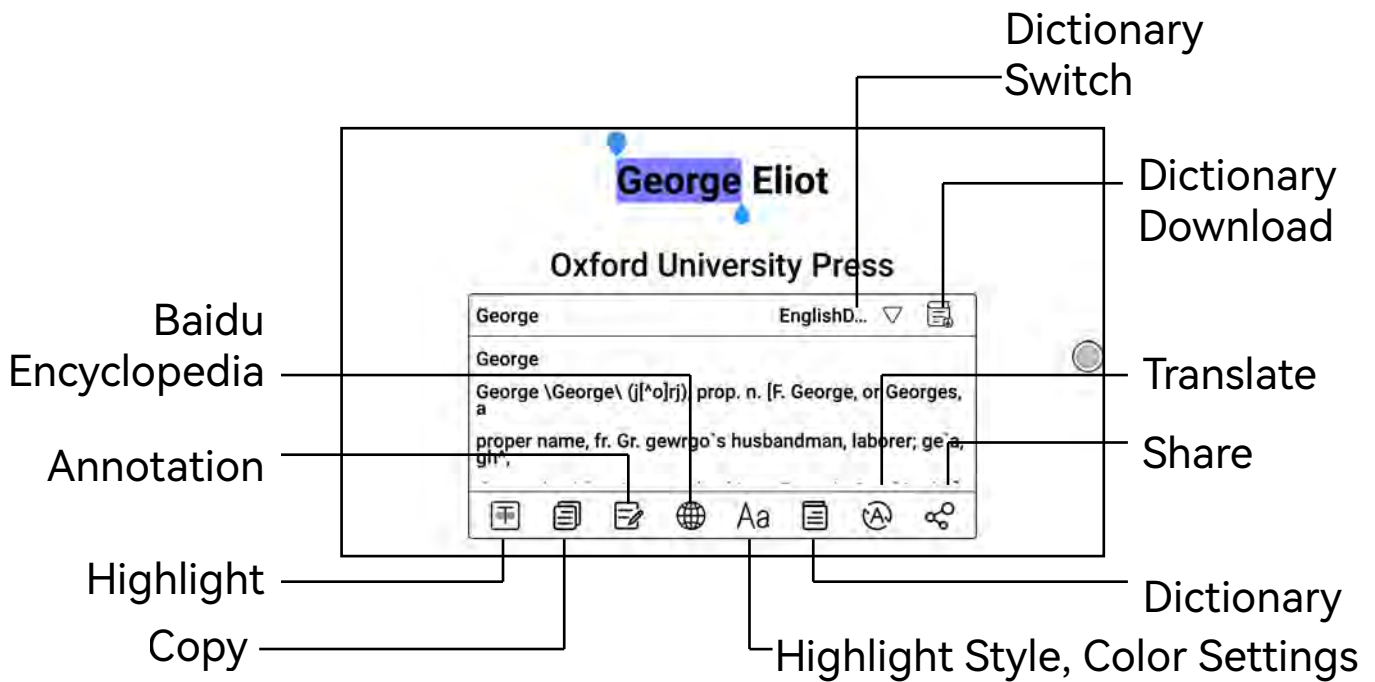 Dictionary
Switch
George Eliot
Dictionary
Download
Oxford University Press
Baidu
Encyclopedia
George
EnglishD...
George
George \George\ (j[^o]rj), prop. n. [F. George, or Georges,
a
proper name, fr. Gr. gewrgo`s husbandman, laborer; ge`a,
gh^,
Translate
Share
Annotation
Aa
Highlight
Copy
Dictionary
Highlight Style, Color Settings